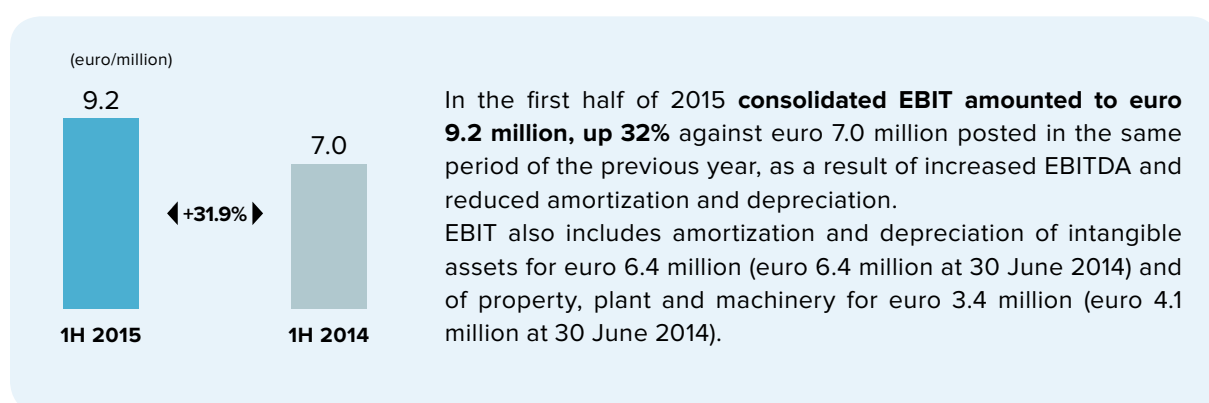 (euro/million)
9.2
7.0
+31.9%
1H 2015
1H 2014
In the first half of 2015 consolidated EBIT amounted to euro
9.2 million, up 32% against euro 7.0 million posted in the same
period of the previous year, as a result of increased EBITDA and
reduced amortization and depreciation.
EBIT also includes amortization and depreciation of intangible
assets for euro 6.4 million (euro 6.4 million at 30 June 2014) and
of property, plant and machinery for euro 3.4 million (euro 4.1
million at 30 June 2014).